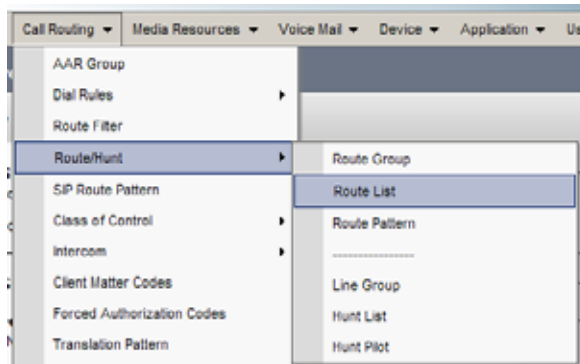 Call Routing Media Resources Voice Mail Device Application Us
AAR Group
Dial Rules
Route Filter
Route/Hunt
SIP Route Pattern
Class of Control
Intercom
Client Matter Codes
Forced Authorization Codes
Translation Pattern
Route Group
Route List
Route Pattern
----------------
Line Group
Hunt List
Hunt Pilot